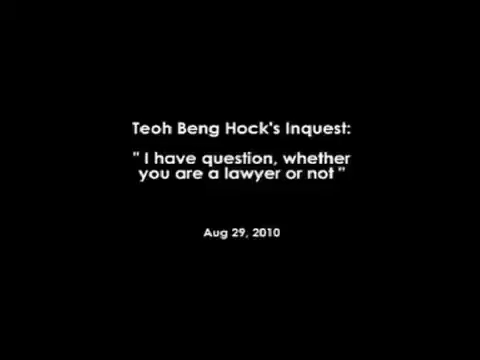 Teoh Beng Hock's Inquest:
" I have question, whether
you are a lawyer or not "
Aug 29, 2010